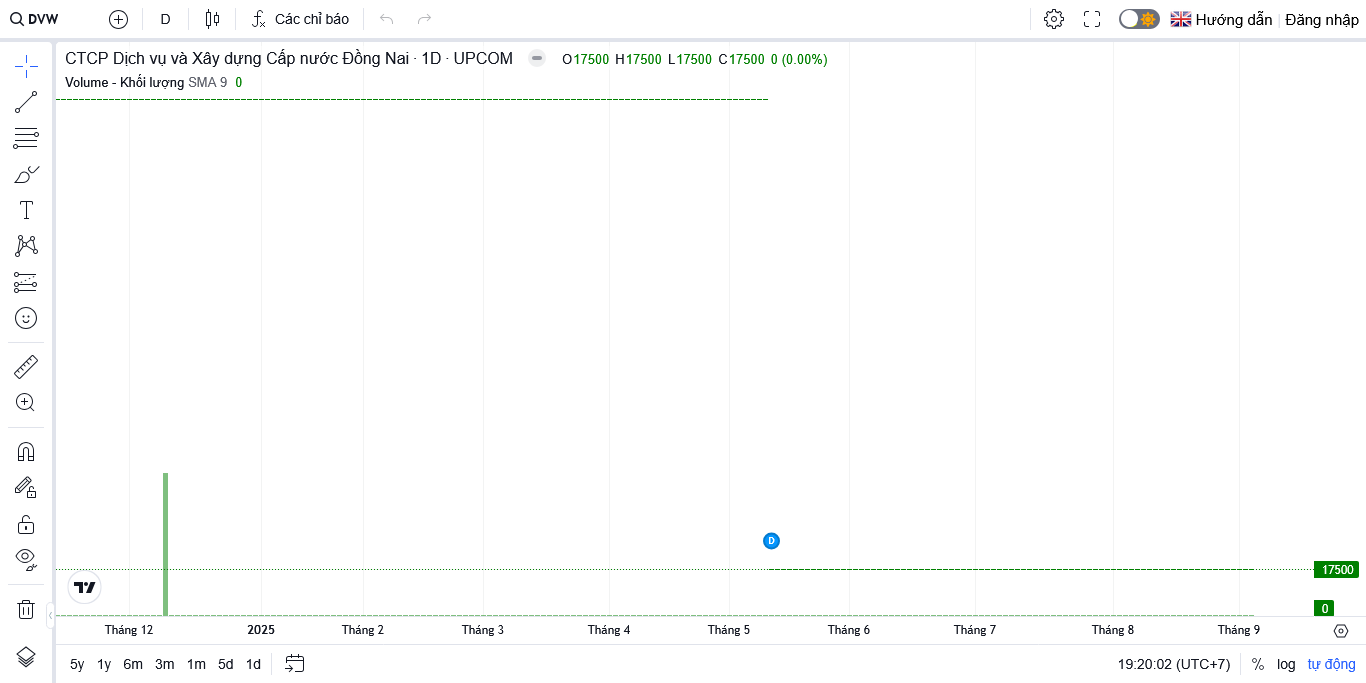 DVW D Các chỉ báo Hướng dẫn Đăng nhập
CTCP Dịch vụ và Xây dựng Cấp nước Đồng Nai · 1D · UPCOM O17500 H17500 L17500 C17500 0 (0.00%)
Volume - Khối lượng SMA 9 0
D
17500
0
Tháng 12 2025 Tháng 2 Tháng 3 Tháng 4 Tháng 5 Tháng 6 Tháng 7 Tháng 8 Tháng 9
5y 1y 6m 3m 1m 5d 1d 19:20:02 (UTC+7) % log tự động